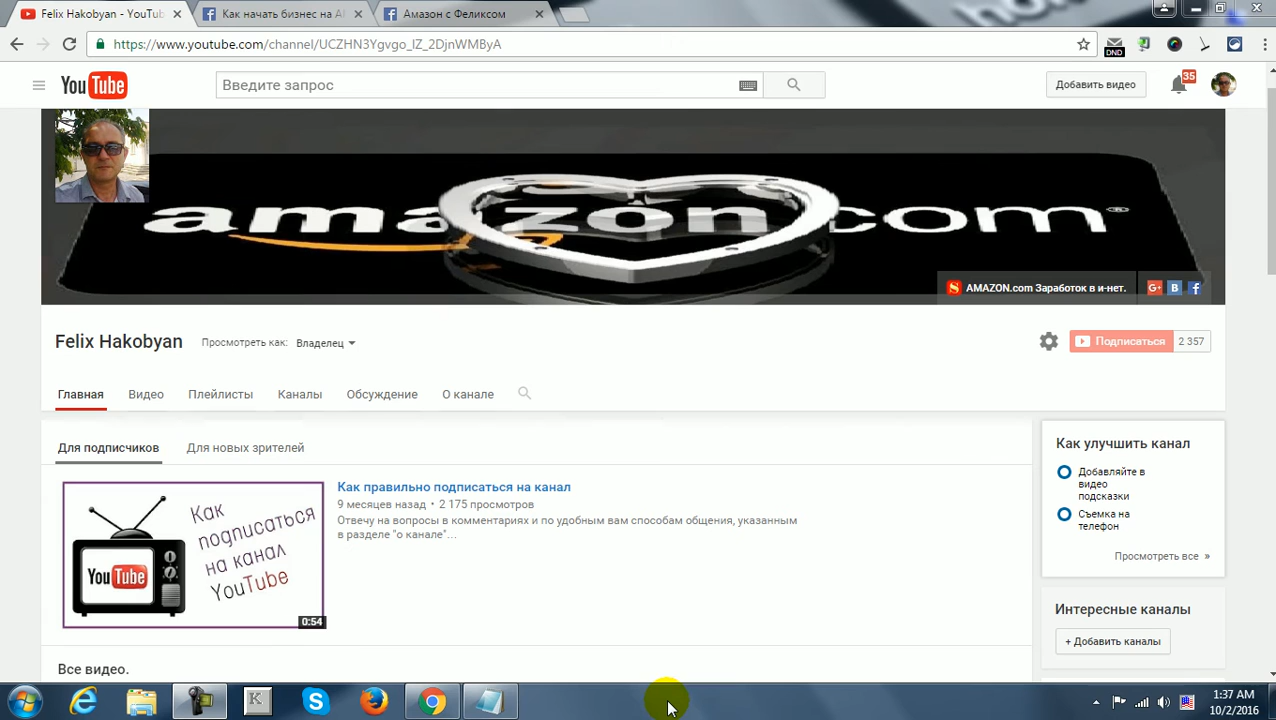 Felix Hakobyan - YouTub
Как начать бизнес на A
Амазон с Феликсом
https://www.youtube.com/channel/UCZHN3Ygvgo_lZ_2DjnWMByA
DND
YouTube
Введите запрос
Добавить видео
35
amazon.com®
AMAZON.com Заработок в и-нет.
Felix Hakobyan
Просмотреть как: Владелец
Подписаться 2 357
Главная Видео Плейлисты Каналы Обсуждение О канале
Для подписчиков Для новых зрителей
Как
подписаться
на канал
YouTube
YouTube
0:54
Как правильно подписаться на канал
9 месяцев назад • 2 175 просмотров
Отвечу на вопросы в комментариях и по удобным вам способам общения, указанным
в разделе "о канале"...
Все видео.
Как улучшить канал
Добавляйте в
видео
подсказки
Съемка на
телефон
Просмотреть все »
Интересные каналы
+ Добавить каналы
1:37 AM
10/2/2016